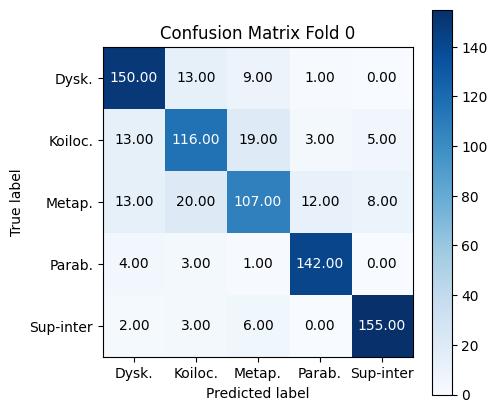 Confusion Matrix Fold 0
True label
Dysk. 150.00 13.00 9.00 1.00 0.00
Koiloc. 13.00 116.00 19.00 3.00 5.00
Metap. 13.00 20.00 107.00 12.00 8.00
Parab. 4.00 3.00 1.00 142.00 0.00
Sup-inter 2.00 3.00 6.00 0.00 155.00
Dysk. Koiloc. Metap. Parab. Sup-inter
Predicted label
140
120
100
80
60
40
20
0